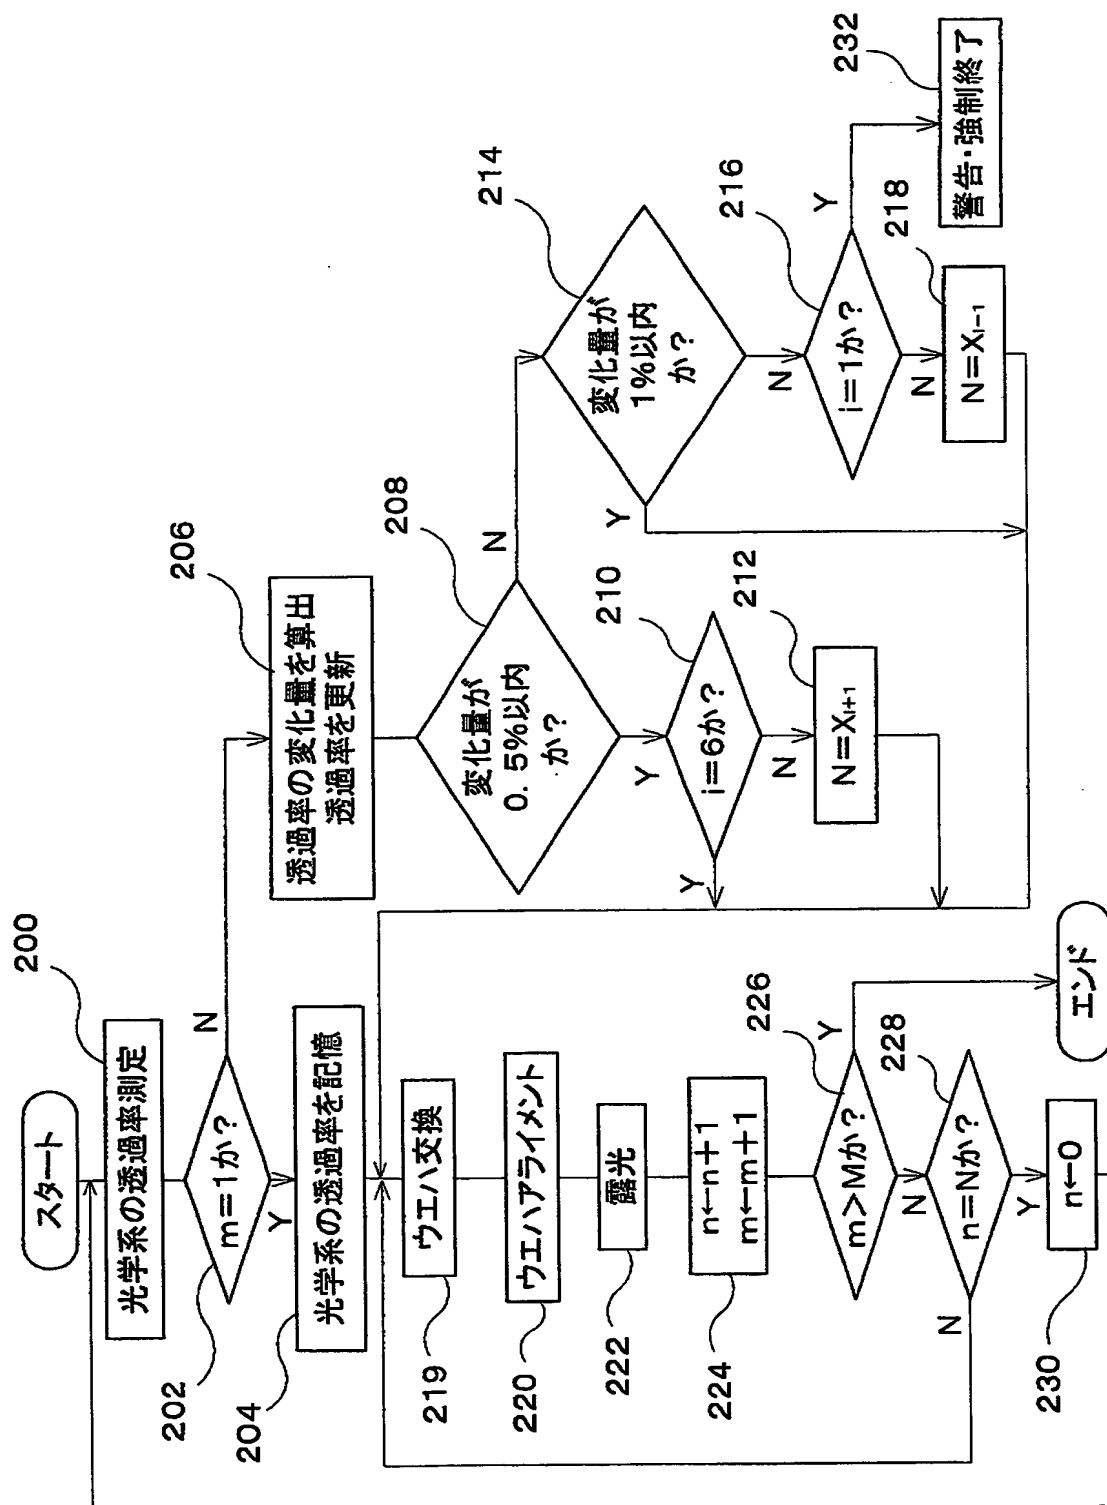 スタート
200
光学系の透過率測定
202
m=1か?
N
Y
204
光学系の透過率を記憶
206
透過率の変化量を算出
透過率を更新
208
変化量が
0.5%以内
か?
N
Y
210
i=6か?
Y
N
212
N=Xi+1
214
変化量が
1%以内
か?
Y
N
216
i=1か?
Y
N
218
N=Xi−1
232
警告・強制終了
219
ウエハ交換
220
ウエハアライメント
222
露光
224
n←n+1
m←m+1
226
m>Mか?
Y
N
228
n=Nか?
N
Y
230
n←0
エンド